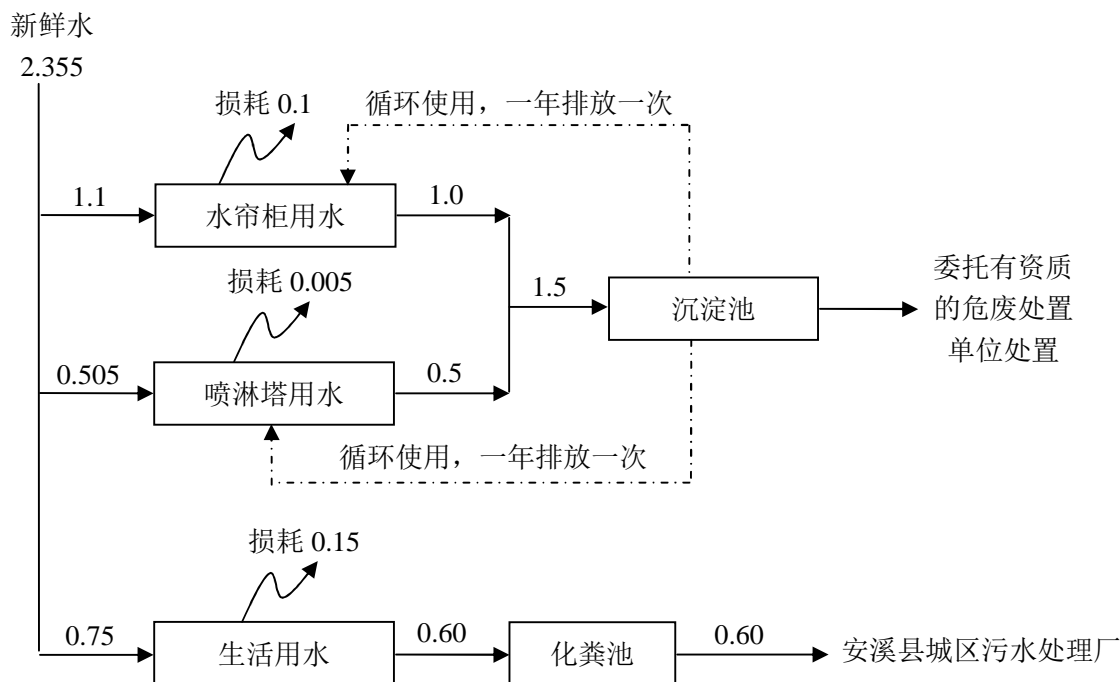 新鲜水
2.355
损耗 0.1
循环使用，一年排放一次
1.1
水帘柜用水
1.0
损耗 0.005
1.5
沉淀池
委托有资质
的危废处置
单位处置
0.505
喷淋塔用水
0.5
循环使用，一年排放一次
损耗 0.15
0.75
生活用水
0.60
化粪池
0.60
安溪县城区污水处理厂